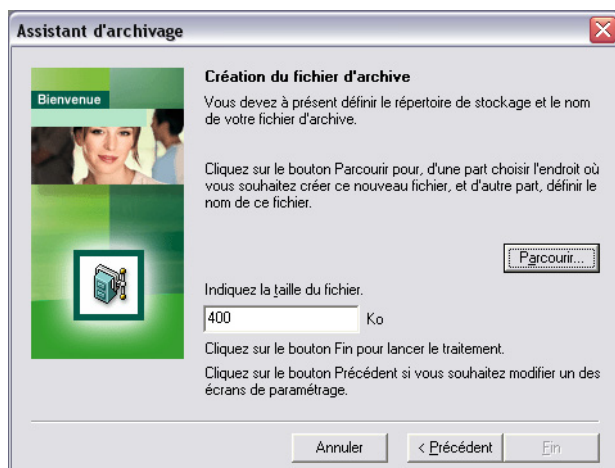 Assistant d'archivage
Bienvenue
Création du fichier d'archive
Vous devez à présent définir le répertoire de stockage et le nom
de votre fichier d'archive.
Cliquez sur le bouton Parcourir pour, d'une part choisir l'endroit où
vous souhaitez créer ce nouveau fichier, et d'autre part, définir le
nom de ce fichier.
Parcourir...
Indiquez la taille du fichier.
400 Ko
Cliquez sur le bouton Fin pour lancer le traitement.
Cliquez sur le bouton Précédent si vous souhaitez modifier un des
écrans de paramétrage.
Annuler < Précédent Fin